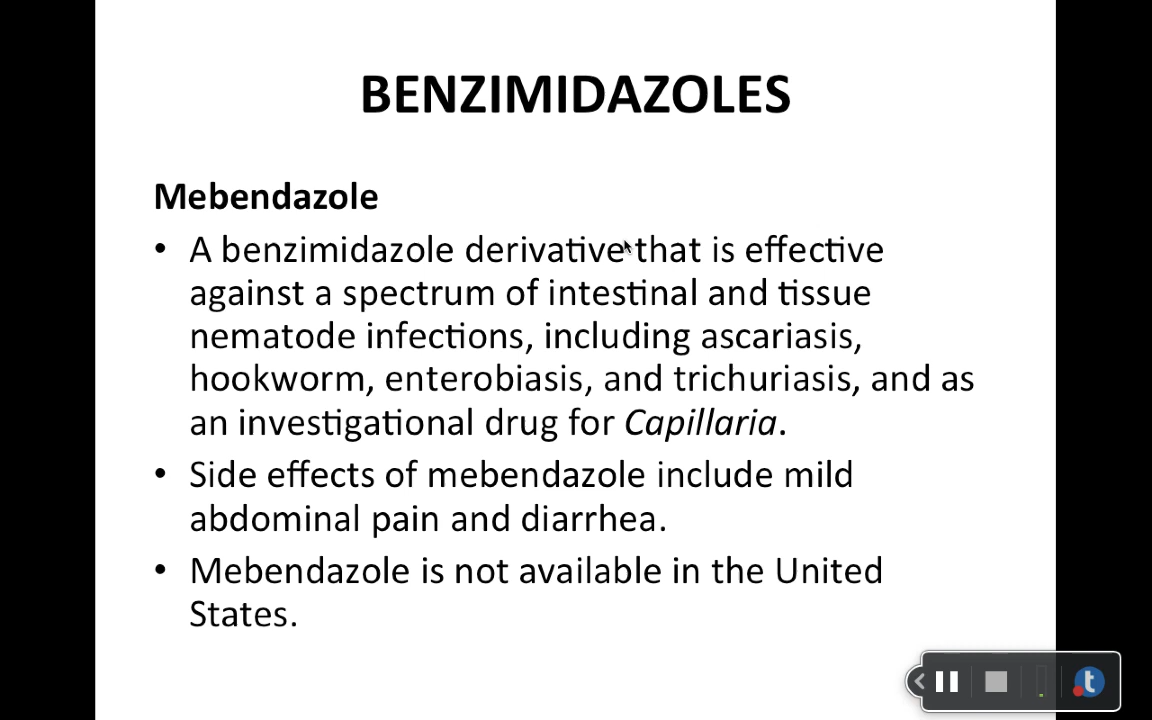 BENZIMIDAZOLES
Mebendazole
• A benzimidazole derivative that is effective
against a spectrum of intestinal and tissue
nematode infections, including ascariasis,
hookworm, enterobiasis, and trichuriasis, and as
an investigational drug for Capillaria.
• Side effects of mebendazole include mild
abdominal pain and diarrhea.
• Mebendazole is not available in the United
States.
t